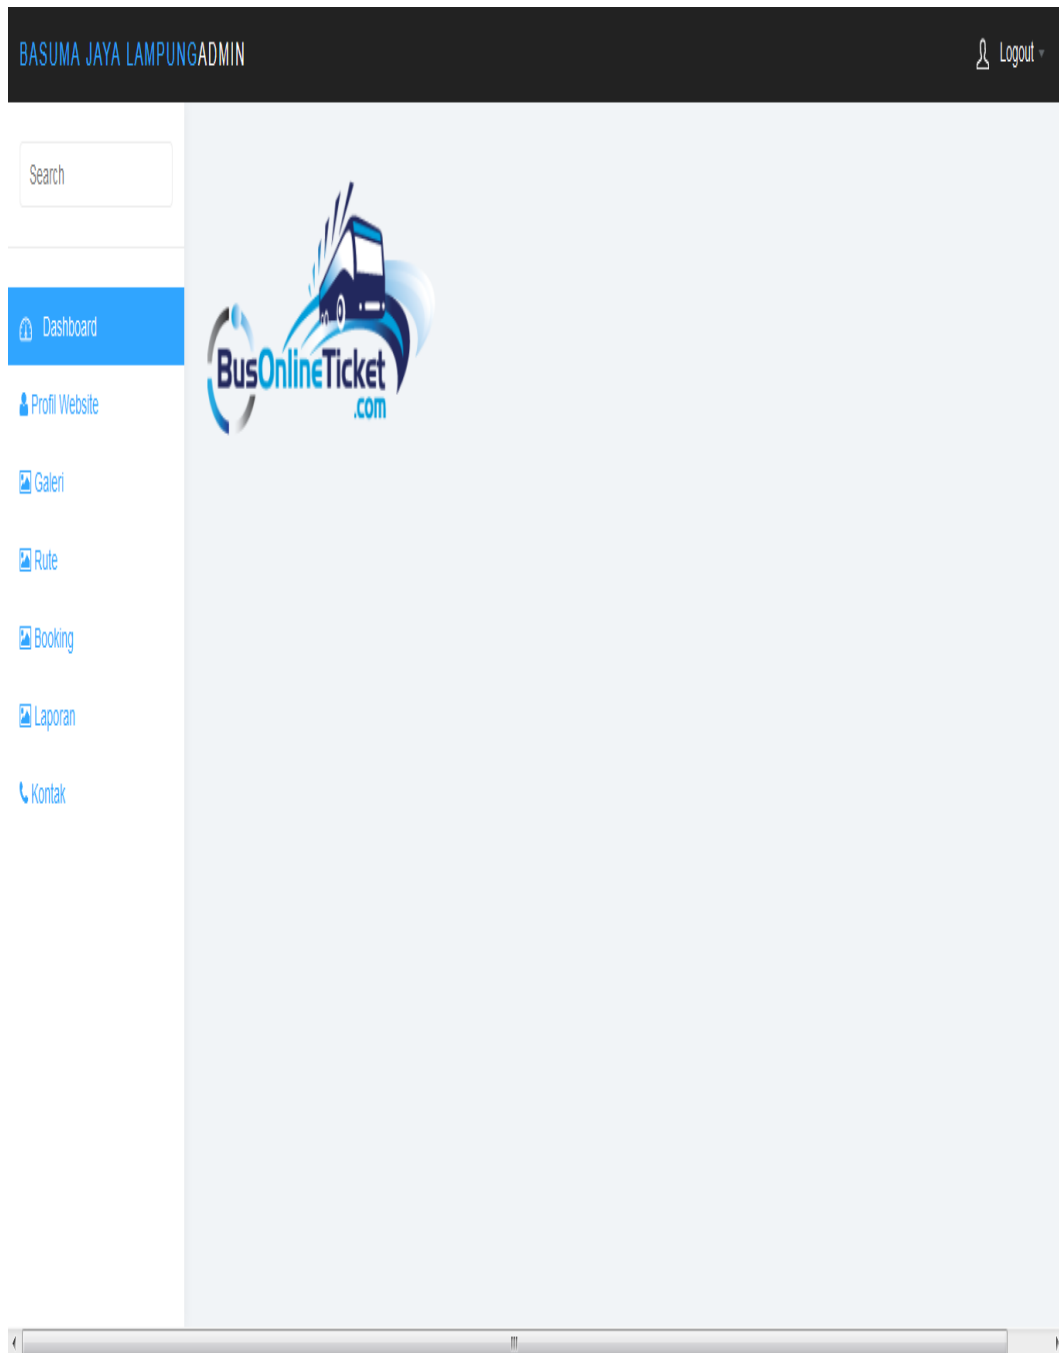 BASUMA JAYA LAMPUNGADMIN
Logout
Search
Dashboard
Profil Website
Galeri
Rute
Booking
Laporan
Kontak
BusOnlineTicket
.com